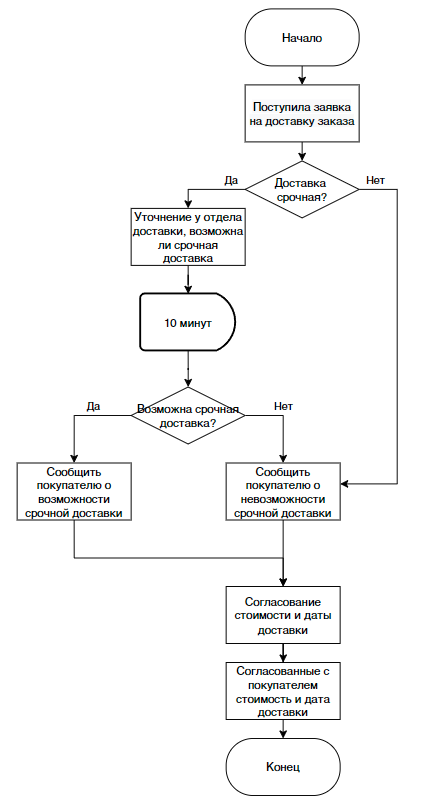 Начало
Поступила заявка
на доставку заказа
Да
Доставка
срочная?
Нет
Уточнение у отдела
доставки, возможна
ли срочная
доставка
10 минут
Да
Возможна срочная
доставка?
Нет
Сообщить
покупателю о
возможности
срочной доставки
Сообщить
покупателю о
невозможности
срочной доставки
Согласование
стоимости и даты
доставки
Согласованные с
покупателем
стоимость и дата
доставки
Конец